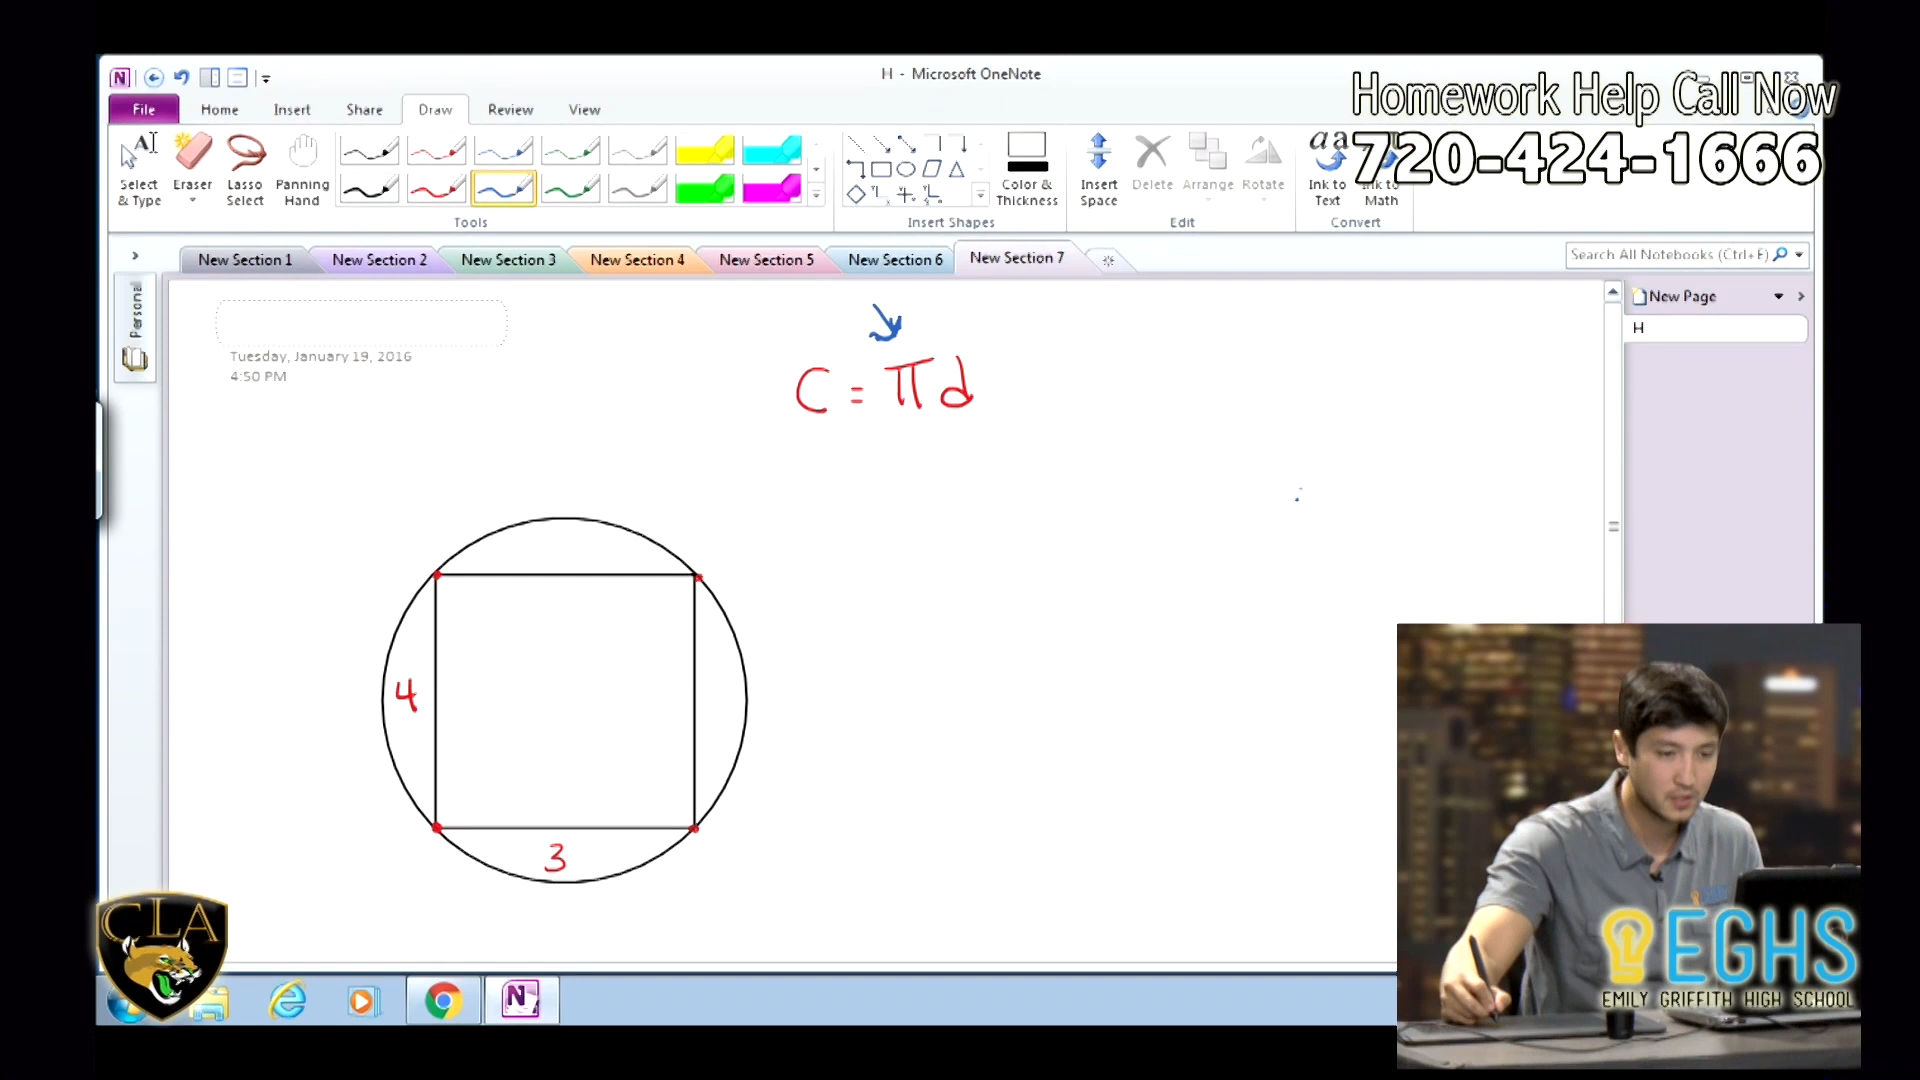 H - Microsoft OneNote
Homework Help Call Now
720-424-1666
File Home Insert Share Draw Review View
Select & Type
Eraser
Lasso Select
Panning Hand
Color & Thickness
Insert Space
Delete
Arrange
Rotate
Ink to Text
Ink to Math
Tools
Insert Shapes
Edit
Convert
New Section 1 New Section 2 New Section 3 New Section 4 New Section 5 New Section 6 New Section 7
Search All Notebooks (Ctrl+E)
Personal
New Page
H
Tuesday, January 19, 2016
4:50 PM
C = π d
4
3
CLA
EGHS
EMILY GRIFFITH HIGH SCHOOL